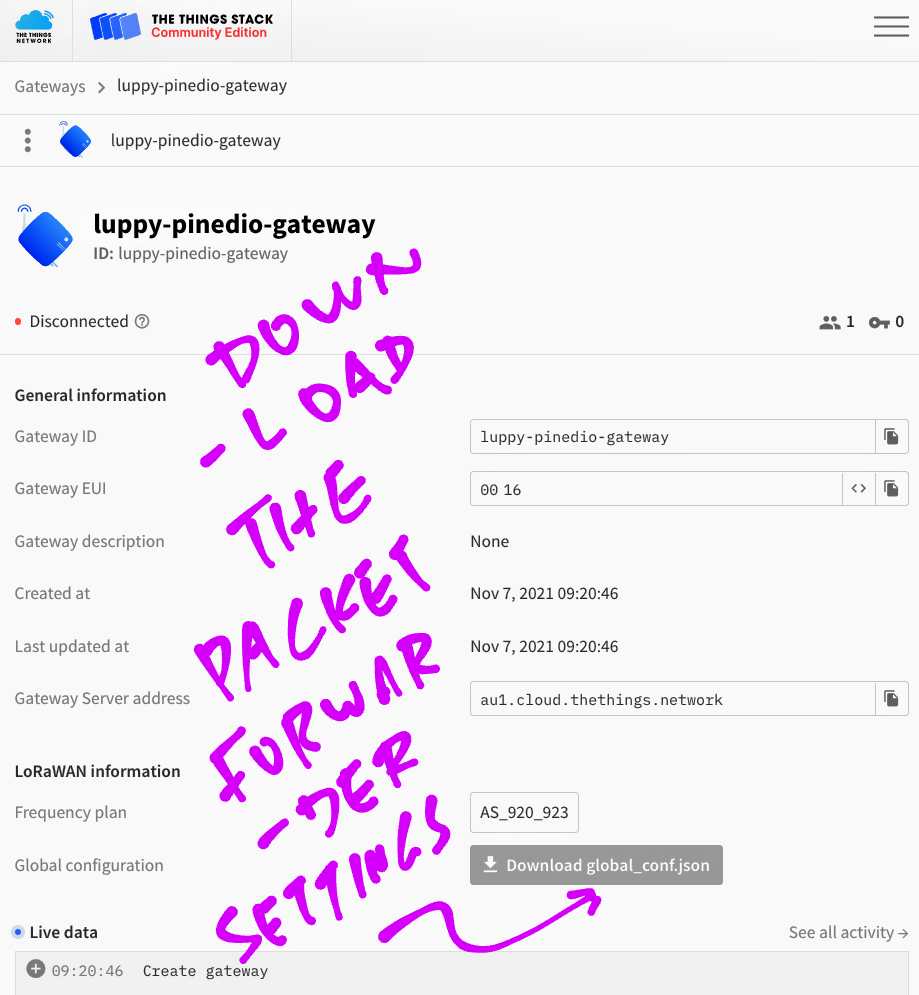 THE THINGS NETWORK
THE THINGS STACK
Community Edition
Gateways > luppy-pinedio-gateway
luppy-pinedio-gateway
luppy-pinedio-gateway
ID: luppy-pinedio-gateway
Disconnected
1 0
General information
Gateway ID luppy-pinedio-gateway
Gateway EUI 00 16 <>
Gateway description None
Created at Nov 7, 2021 09:20:46
Last updated at Nov 7, 2021 09:20:46
Gateway Server address au1.cloud.thethings.network
LoRaWAN information
Frequency plan AS_920_923
Global configuration Download global_conf.json
Live data See all activity →
09:20:46 Create gateway
DOWN
-LOAD
THE
PACKET
FORWAR
-DER
SETTINGS